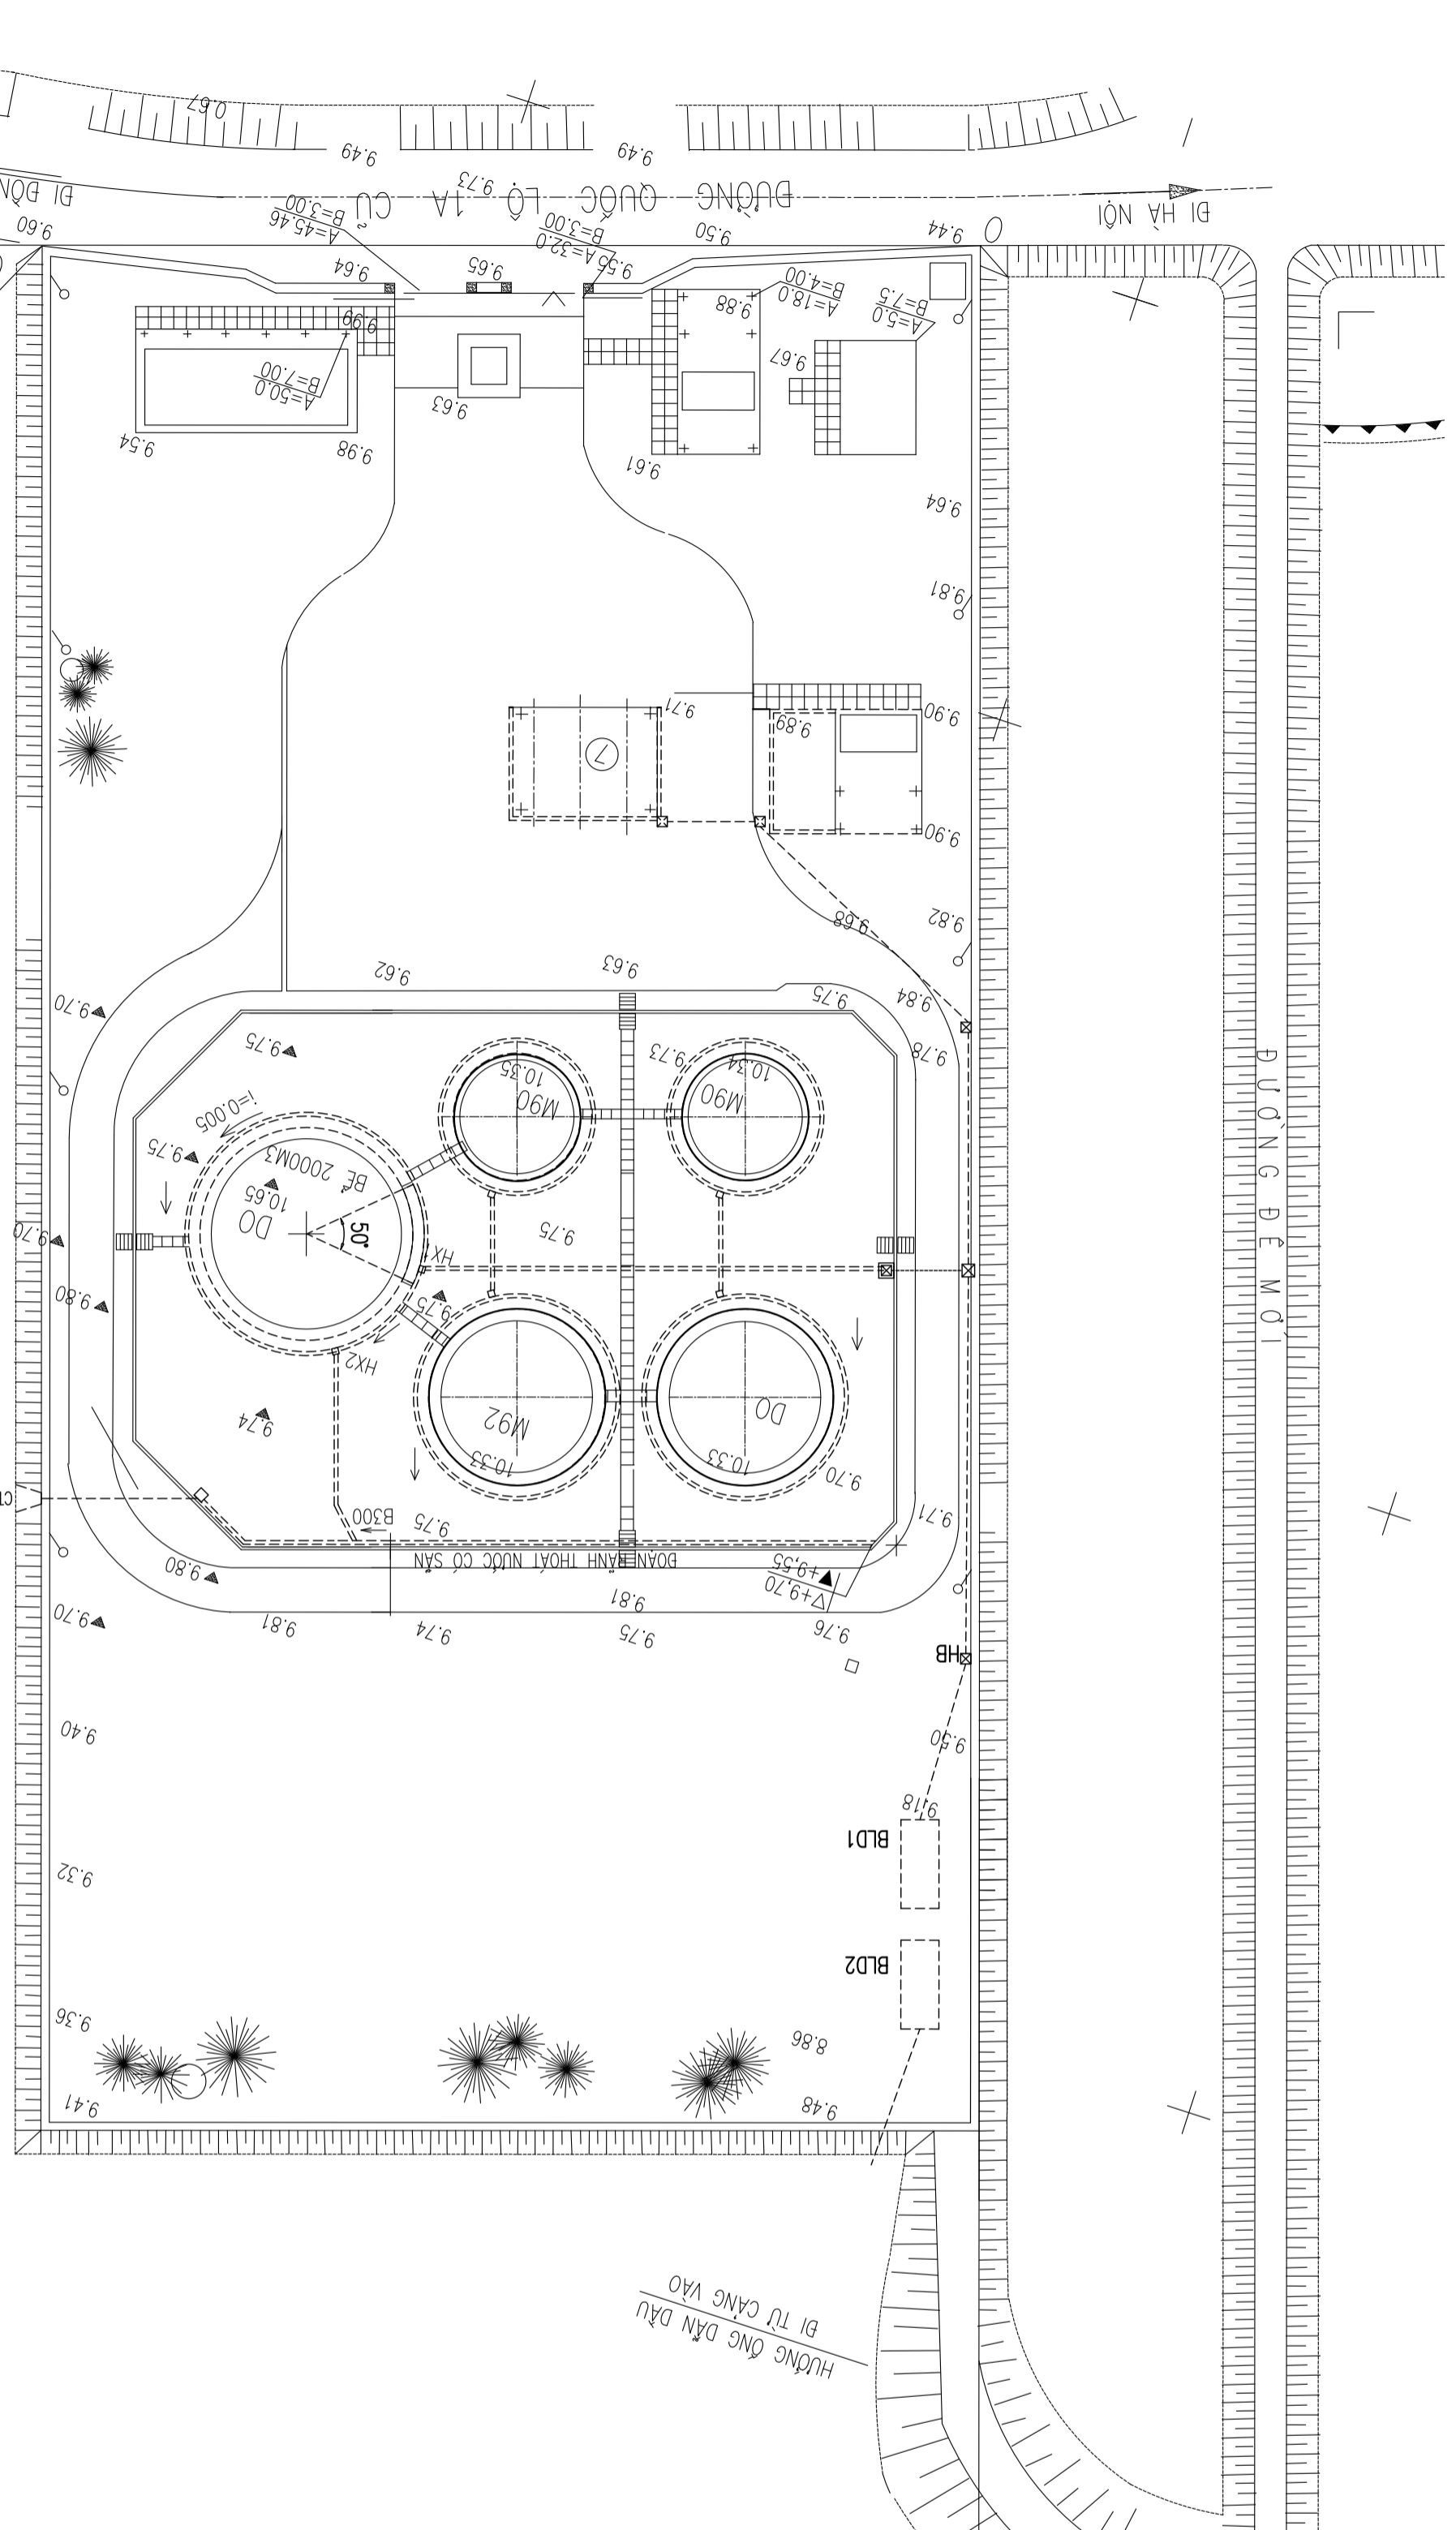 0.67
9.49
9.49
ĐI HÀ NỘI
ĐƯỜNG QUỐC LỘ 1A CŨ
9.73
9.60
9.44
9.50
A=45.46
B=3.00
A=32.0
B=3.00
9.64
9.65
9.55
9.99
9.88
A=18.0
B=4.00
A=5.0
B=7.5
9.67
A=50.0
B=7.00
9.63
9.54
9.98
9.61
9.64
9.81
9.71
9.89
9.90
7
9.90
9.68
9.82
9.62
9.63
9.75
9.84
9.78
9.70
9.75
9.73
10.35
M90
10.34
M90
i=0.005
9.75
BỂ 2000M3
10.65
DO
50°
9.75
HX1
9.70
9.80
9.75
HX2
9.74
M92
10.33
DO
10.33
9.70
9.71
B300
9.75
ĐOẠN RÃNH THOÁT NƯỚC CÓ SẴN
+9,55
+9,70
9.80
9.70
9.81
9.74
9.81
9.75
9.76
HB
9.40
9.50
9.18
BLD1
9.32
BLD2
9.36
8.86
9.41
9.48
ĐƯỜNG ĐÊ MỚI
HƯỚNG ỐNG DẪN DẦU
ĐI TỪ CẢNG VÀO